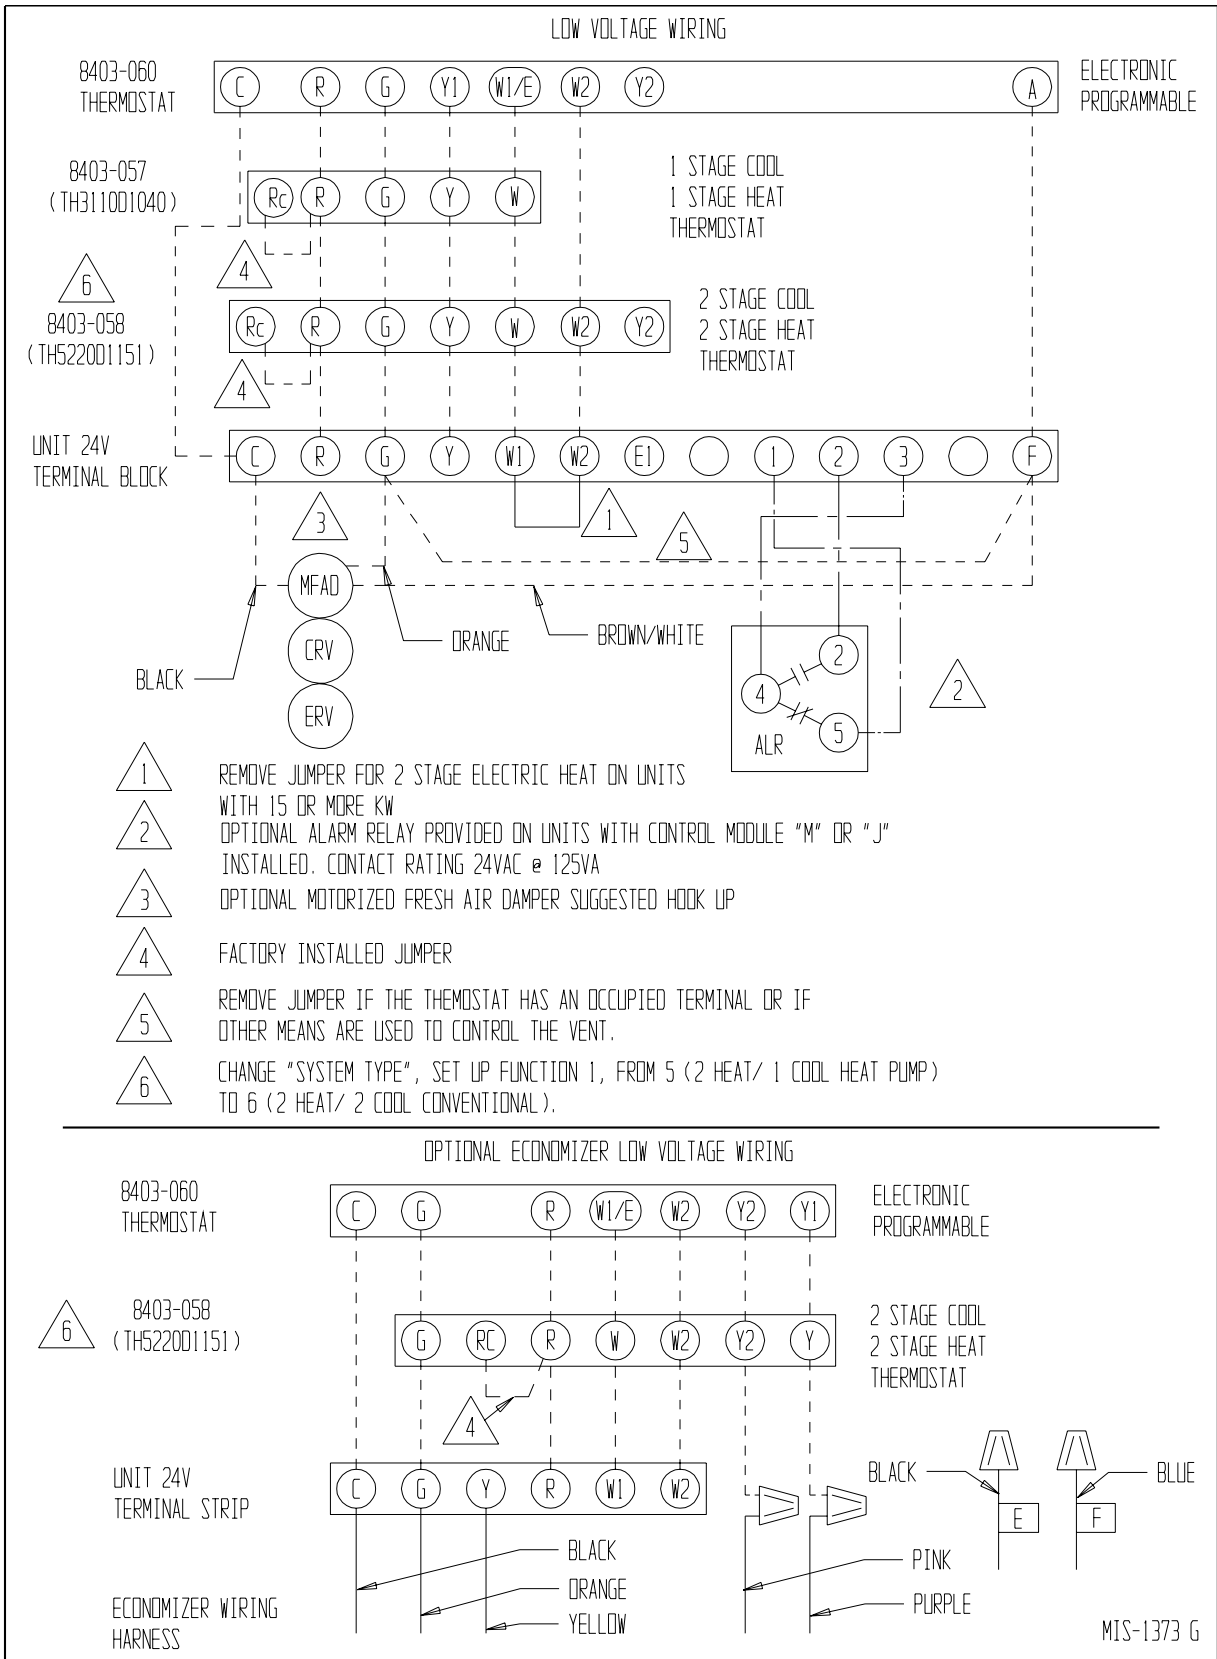 LOW VOLTAGE WIRING
8403-060
THERMOSTAT
C R G Y1 W1/E W2 Y2 A
ELECTRONIC
PROGRAMMABLE
8403-057
(TH3110D1040)
Rc R G Y W
1 STAGE COOL
1 STAGE HEAT
THERMOSTAT
4
6
8403-058
(TH5220D1151)
Rc R G Y W W2 Y2
2 STAGE COOL
2 STAGE HEAT
THERMOSTAT
4
UNIT 24V
TERMINAL BLOCK
C R G Y W1 W2 E1 1 2 3 F
3
1
5
MFAD
CRV
ERV
BLACK
ORANGE
BROWN/WHITE
2
4
5
ALR
2
1
REMOVE JUMPER FOR 2 STAGE ELECTRIC HEAT ON UNITS
WITH 15 OR MORE KW
2
OPTIONAL ALARM RELAY PROVIDED ON UNITS WITH CONTROL MODULE "M" OR "J"
INSTALLED. CONTACT RATING 24VAC @ 125VA
3
OPTIONAL MOTORIZED FRESH AIR DAMPER SUGGESTED HOOK UP
4
FACTORY INSTALLED JUMPER
5
REMOVE JUMPER IF THE THEMOSTAT HAS AN OCCUPIED TERMINAL OR IF
OTHER MEANS ARE USED TO CONTROL THE VENT.
6
CHANGE "SYSTEM TYPE", SET UP FUNCTION 1, FROM 5 (2 HEAT/ 1 COOL HEAT PUMP)
TO 6 (2 HEAT/ 2 COOL CONVENTIONAL).
OPTIONAL ECONOMIZER LOW VOLTAGE WIRING
8403-060
THERMOSTAT
C G R W1/E W2 Y2 Y1
ELECTRONIC
PROGRAMMABLE
6
8403-058
(TH5220D1151)
G RC R W W2 Y2 Y
2 STAGE COOL
2 STAGE HEAT
THERMOSTAT
4
UNIT 24V
TERMINAL STRIP
C G Y R W1 W2
BLACK
BLUE
E
F
BLACK
ORANGE
YELLOW
PINK
PURPLE
ECONOMIZER WIRING
HARNESS
MIS-1373 G